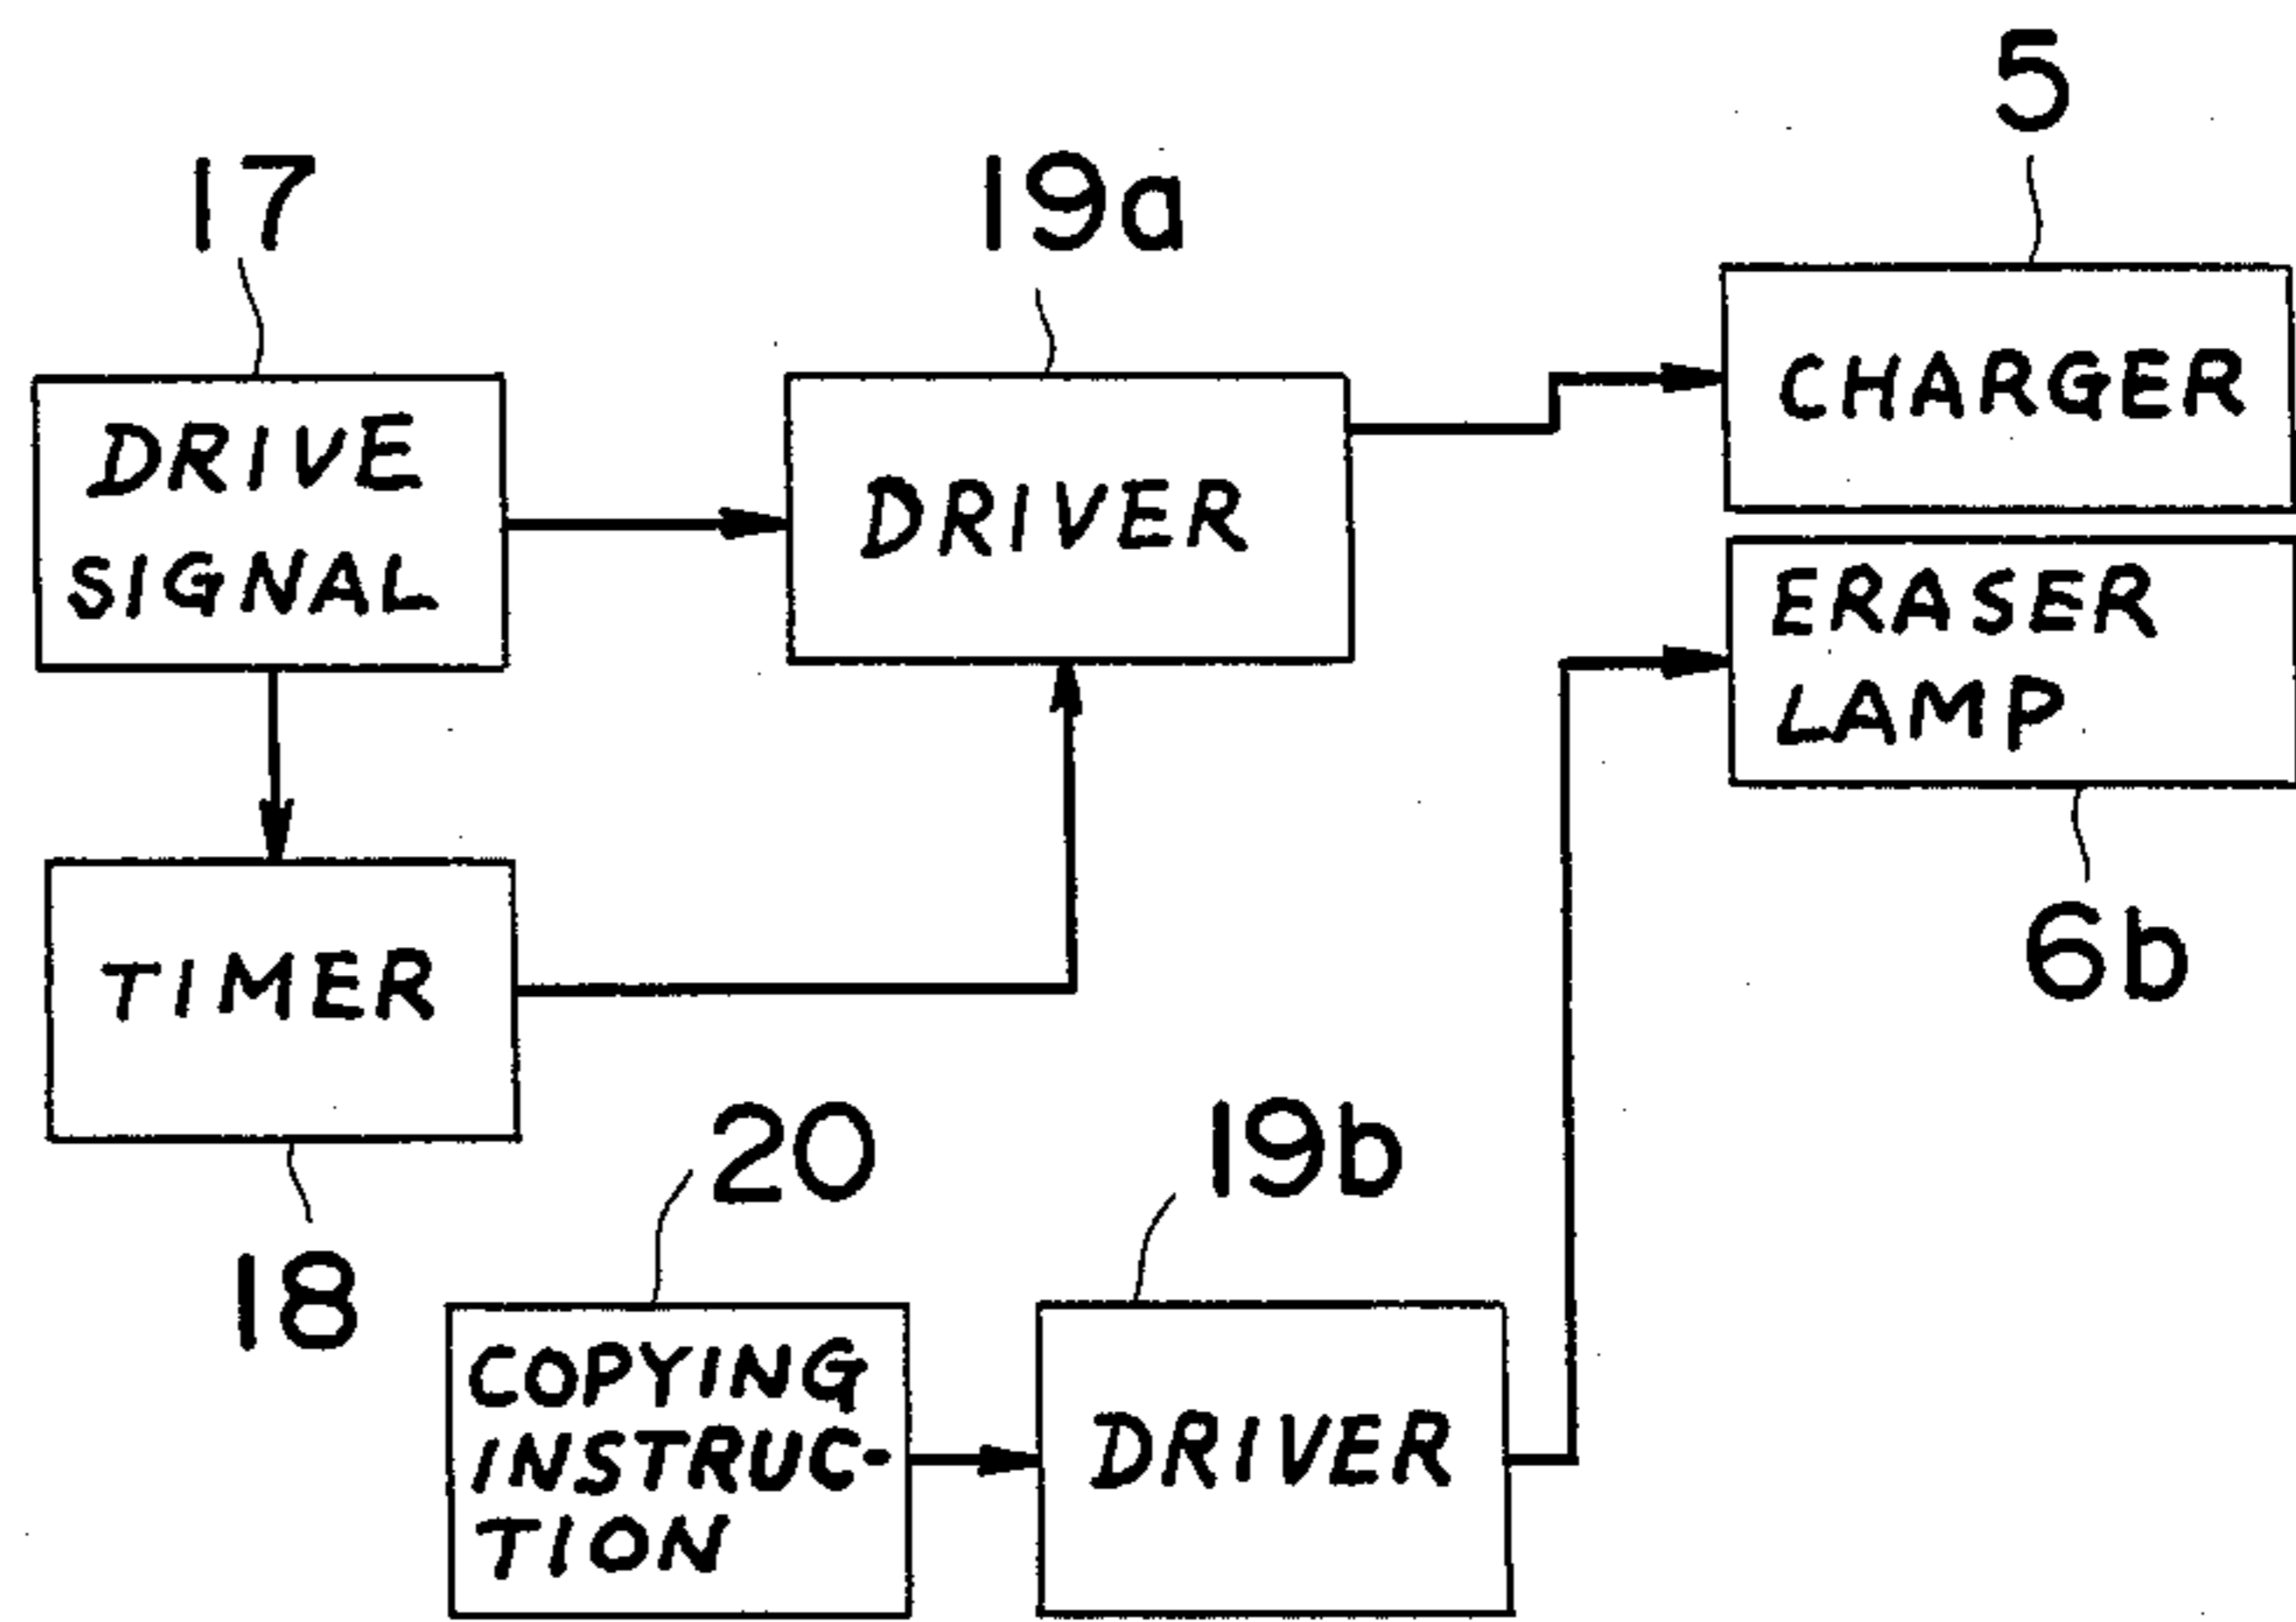 5
17
19a
CHARGER
DRIVE
SIGNAL
DRIVER
ERASER
LAMP
6b
TIMER
18
20
19b
COPYING
INSTRUC-
TION
DRIVER